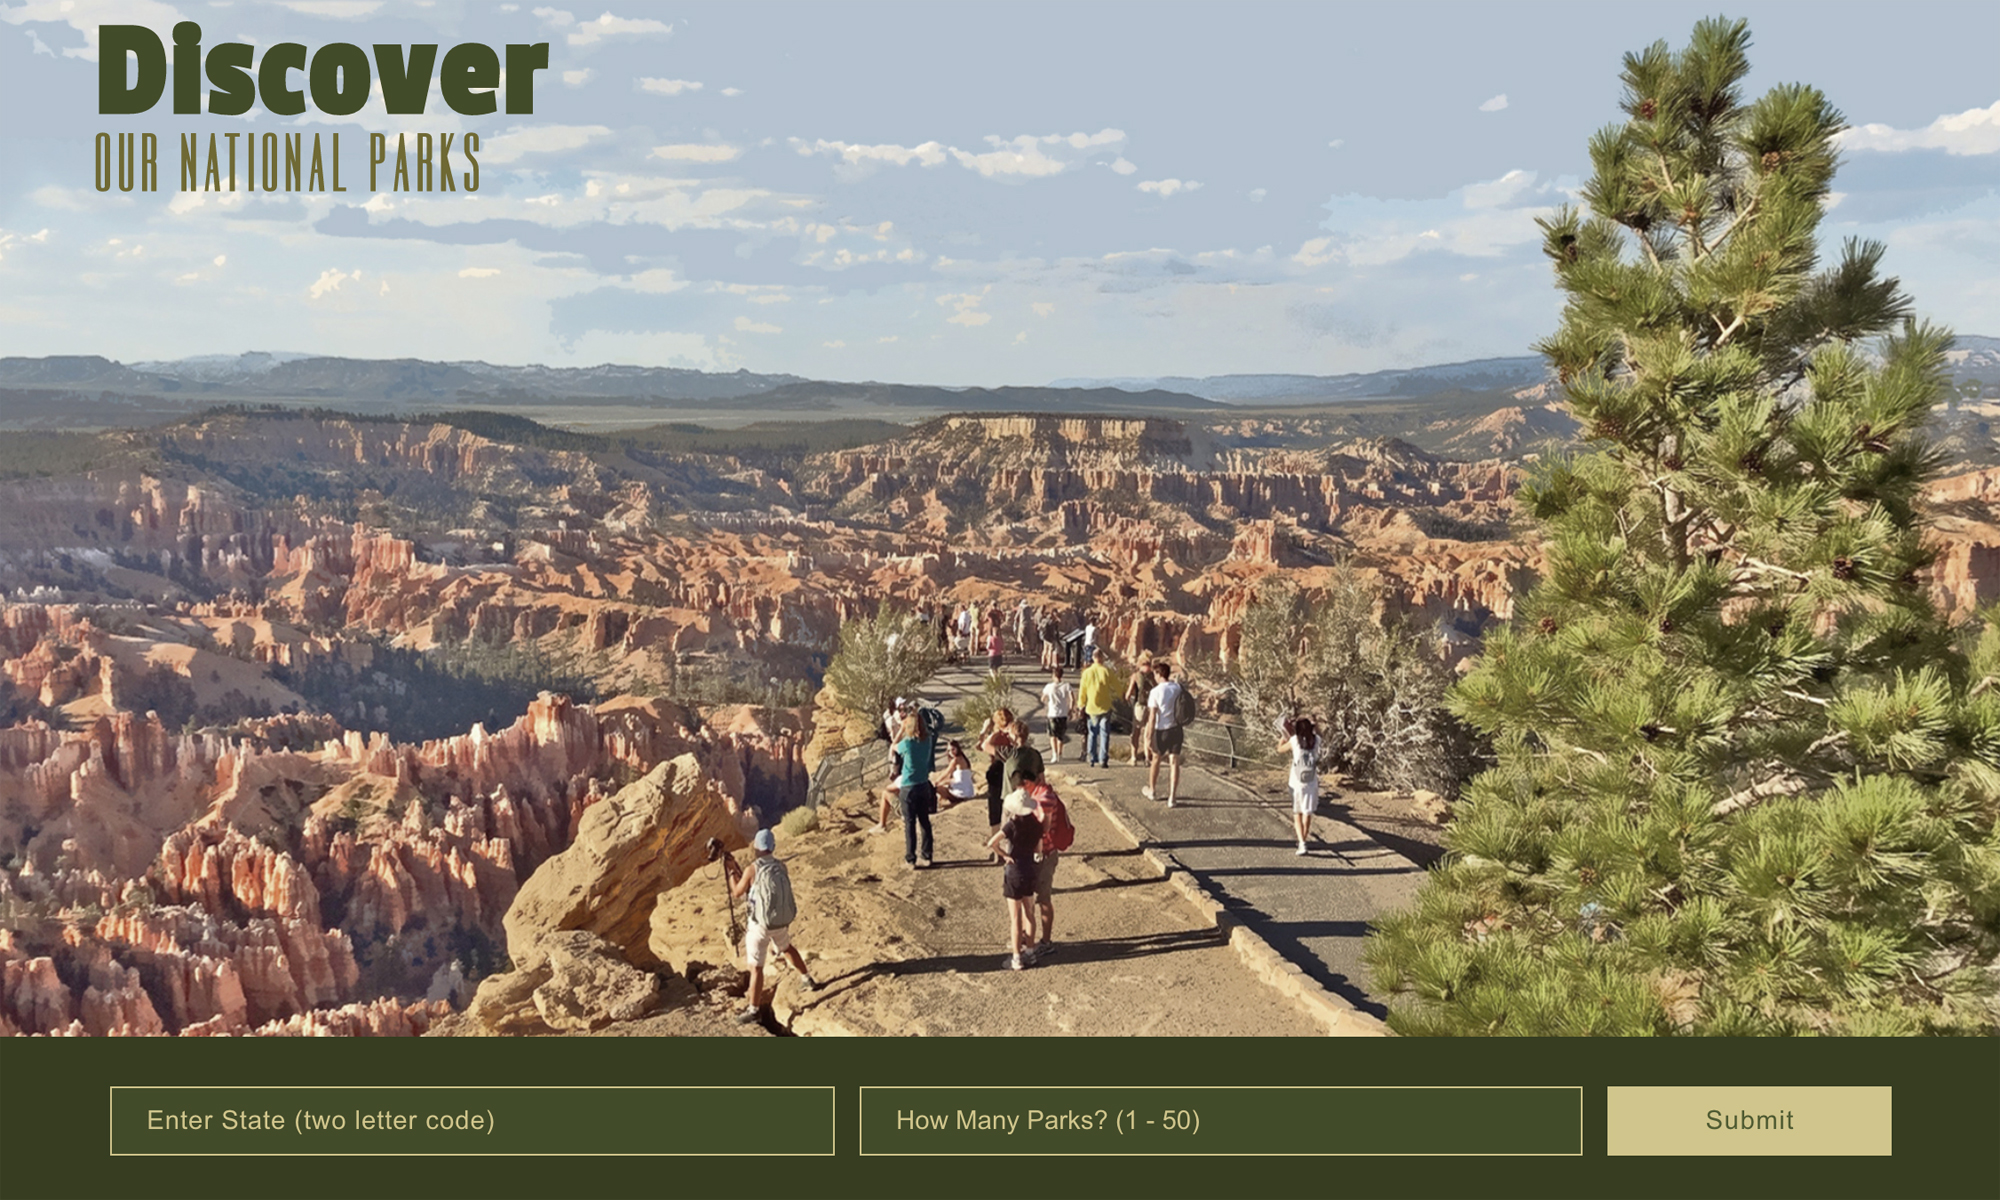 Discover
OUR NATIONAL PARKS
Enter State (two letter code)
How Many Parks? (1 - 50)
Submit